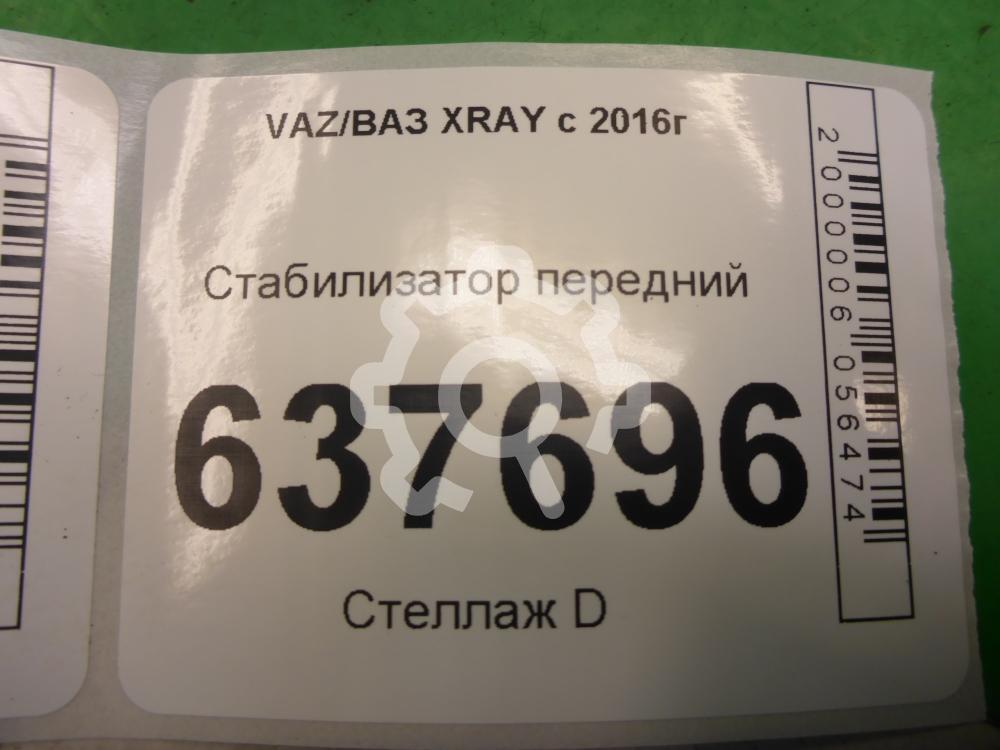 VAZ/ВАЗ XRAY с 2016г
Стабилизатор передний
637696
Стеллаж D
2000006056474